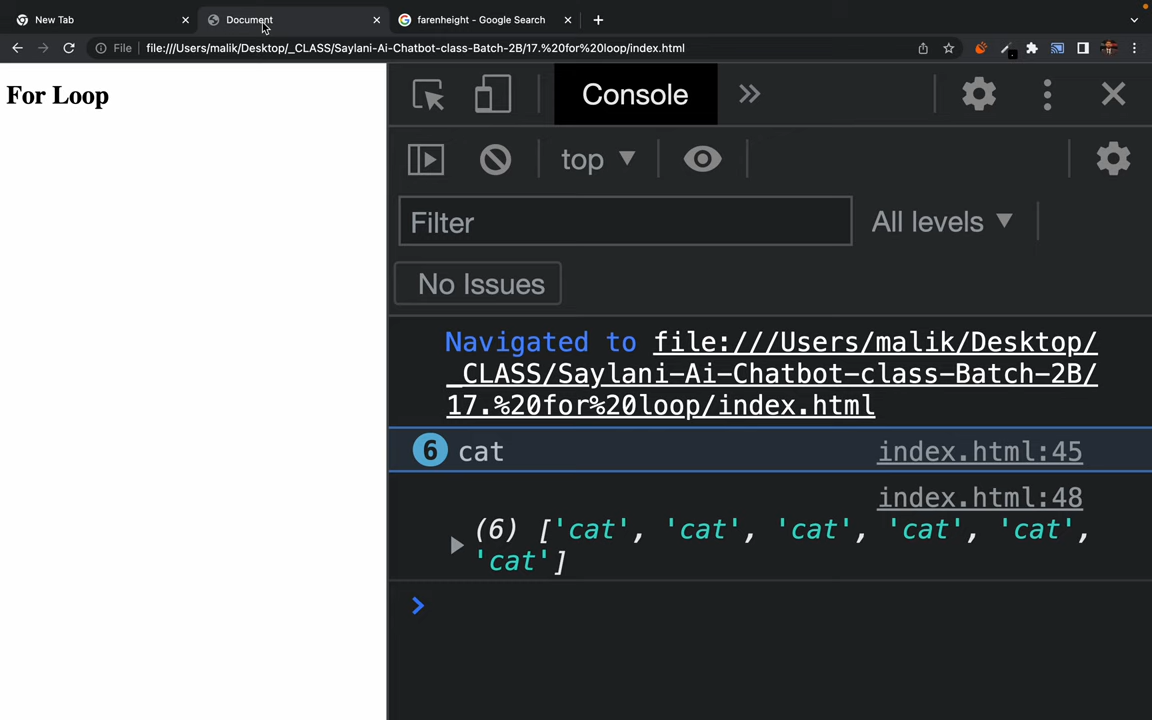 New Tab
Document
farenheight - Google Search
File
file:///Users/malik/Desktop/_CLASS/Saylani-Ai-Chatbot-class-Batch-2B/17.%20for%20loop/index.html
For Loop
Console
top
Filter
All levels
No Issues
Navigated to file:///Users/malik/Desktop/
_CLASS/Saylani-Ai-Chatbot-class-Batch-2B/
17.%20for%20loop/index.html
6 cat index.html:45
index.html:48
(6) ['cat', 'cat', 'cat', 'cat', 'cat',
'cat']